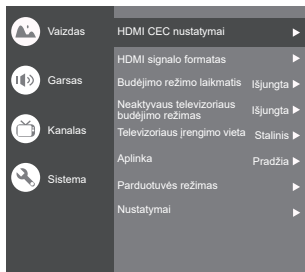 Vaizdas
Garsas
Kanalas
Sistema
HDMI CEC nustatymai
HDMI signalo formatas
Budėjimo režimo laikmatis Išjungta
Neaktyvaus televizoriaus
budėjimo režimas Išjungta
Televizoriaus įrengimo vieta Stalinis
Aplinka Pradžia
Parduotuvės režimas
Nustatymai